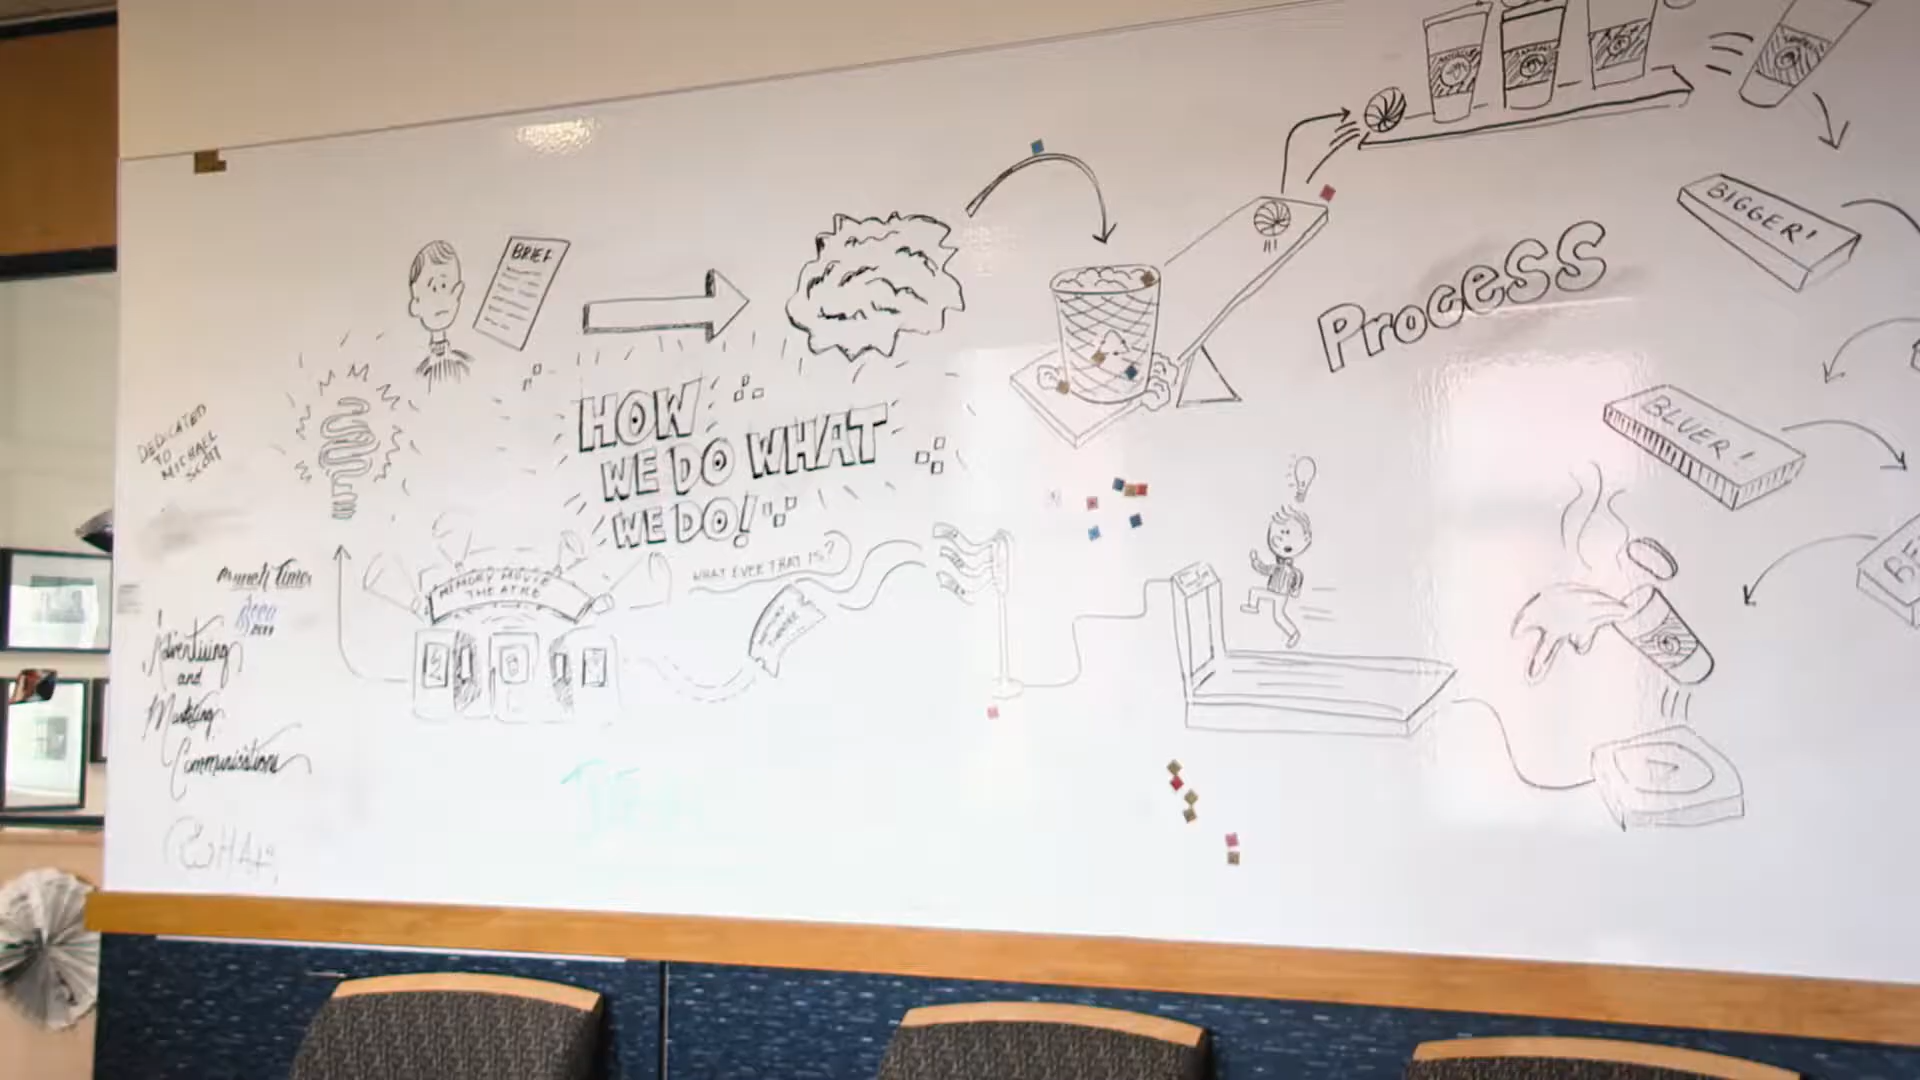 BRIEF
DEDICATED
TO
MICHAEL
SCOTT
HOW
WE DO WHAT
WE DO!
WHAT EVER THAT IS?
MEMORY MOVIE
THEATRE
Process
BIGGER!
BLUER!
BE
Advertising
and
Marketing
Communications